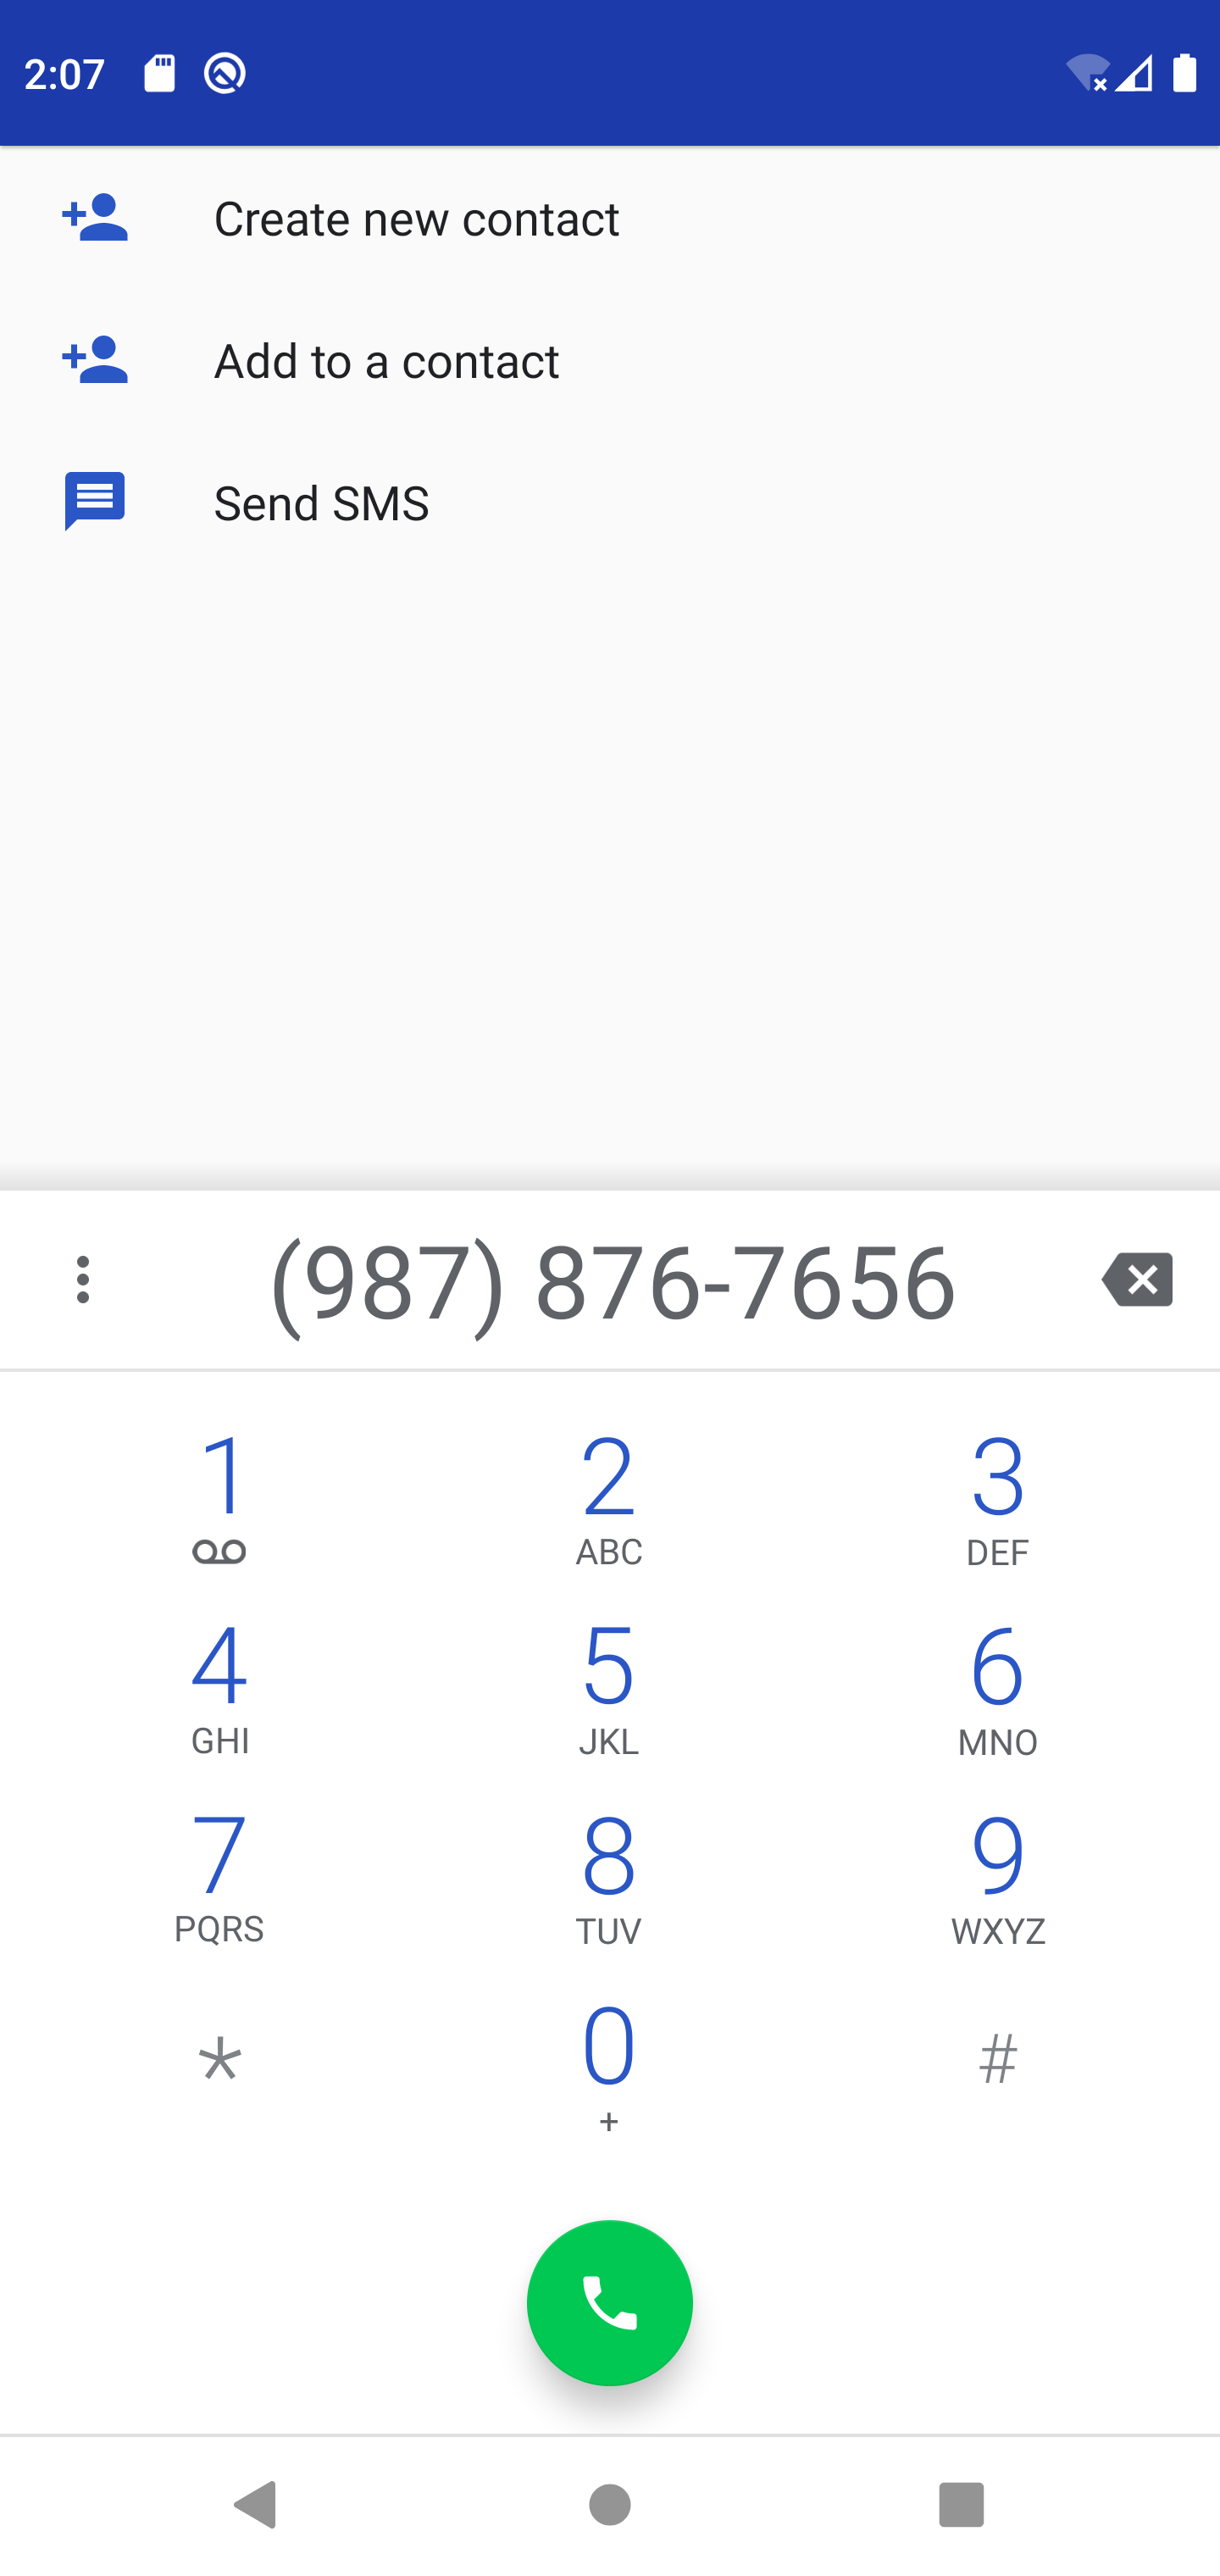 2:07
Create new contact
Add to a contact
Send SMS
(987) 876-7656
1 2 3
ABC DEF
4 5 6
GHI JKL MNO
7 8 9
PQRS TUV WXYZ
* 0 #
+